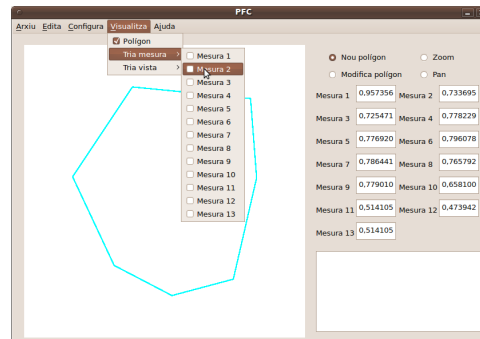 PFC
Arxiu Edita Configura Visualitza Ajuda
Polígon
Tria mesura
Tria vista
Mesura 1
Mesura 2
Mesura 3
Mesura 4
Mesura 5
Mesura 6
Mesura 7
Mesura 8
Mesura 9
Mesura 10
Mesura 11
Mesura 12
Mesura 13
Nou polígon Zoom
Modifica polígon Pan
Mesura 1 0,957356 Mesura 2 0,733695
Mesura 3 0,725471 Mesura 4 0,778229
Mesura 5 0,776920 Mesura 6 0,796078
Mesura 7 0,786441 Mesura 8 0,765792
Mesura 9 0,779010 Mesura 10 0,658100
Mesura 11 0,514105 Mesura 12 0,473942
Mesura 13 0,514105